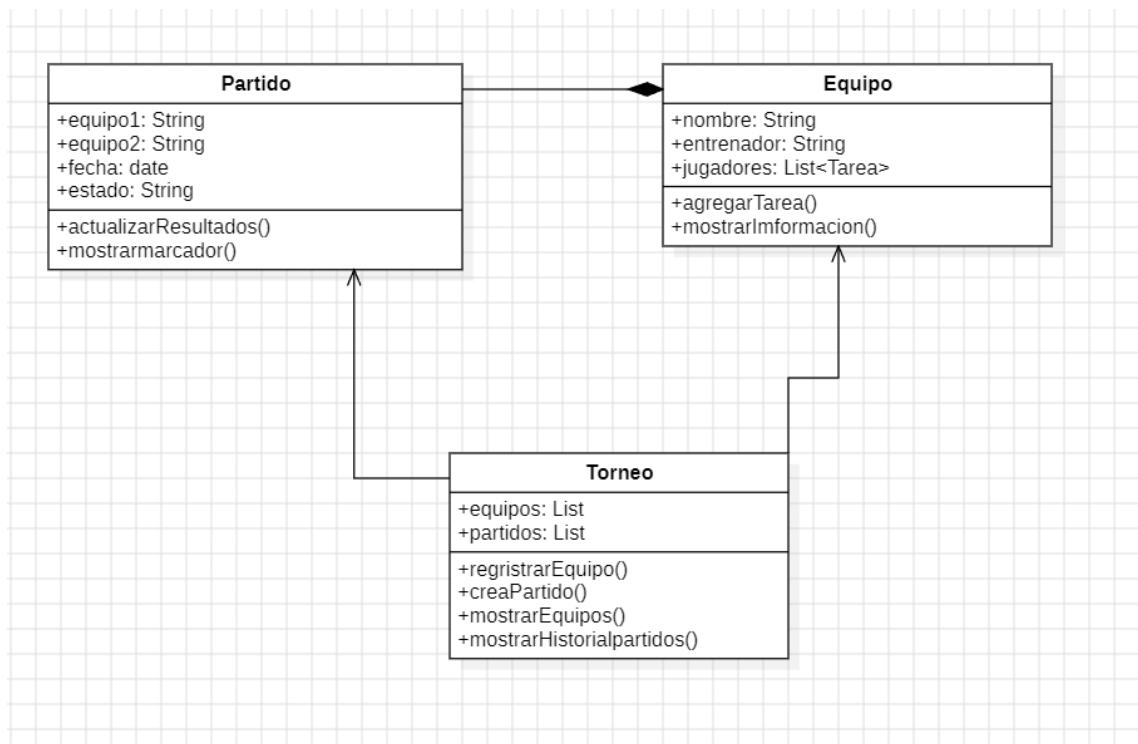 Partido
+equipo1: String
+equipo2: String
+fecha: date
+estado: String
+actualizarResultados()
+mostrarmarcador()
Equipo
+nombre: String
+entrenador: String
+jugadores: List<Tarea>
+agregarTarea()
+mostrarImformacion()
Torneo
+equipos: List
+partidos: List
+regristrarEquipo()
+creaPartido()
+mostrarEquipos()
+mostrarHistorialpartidos()